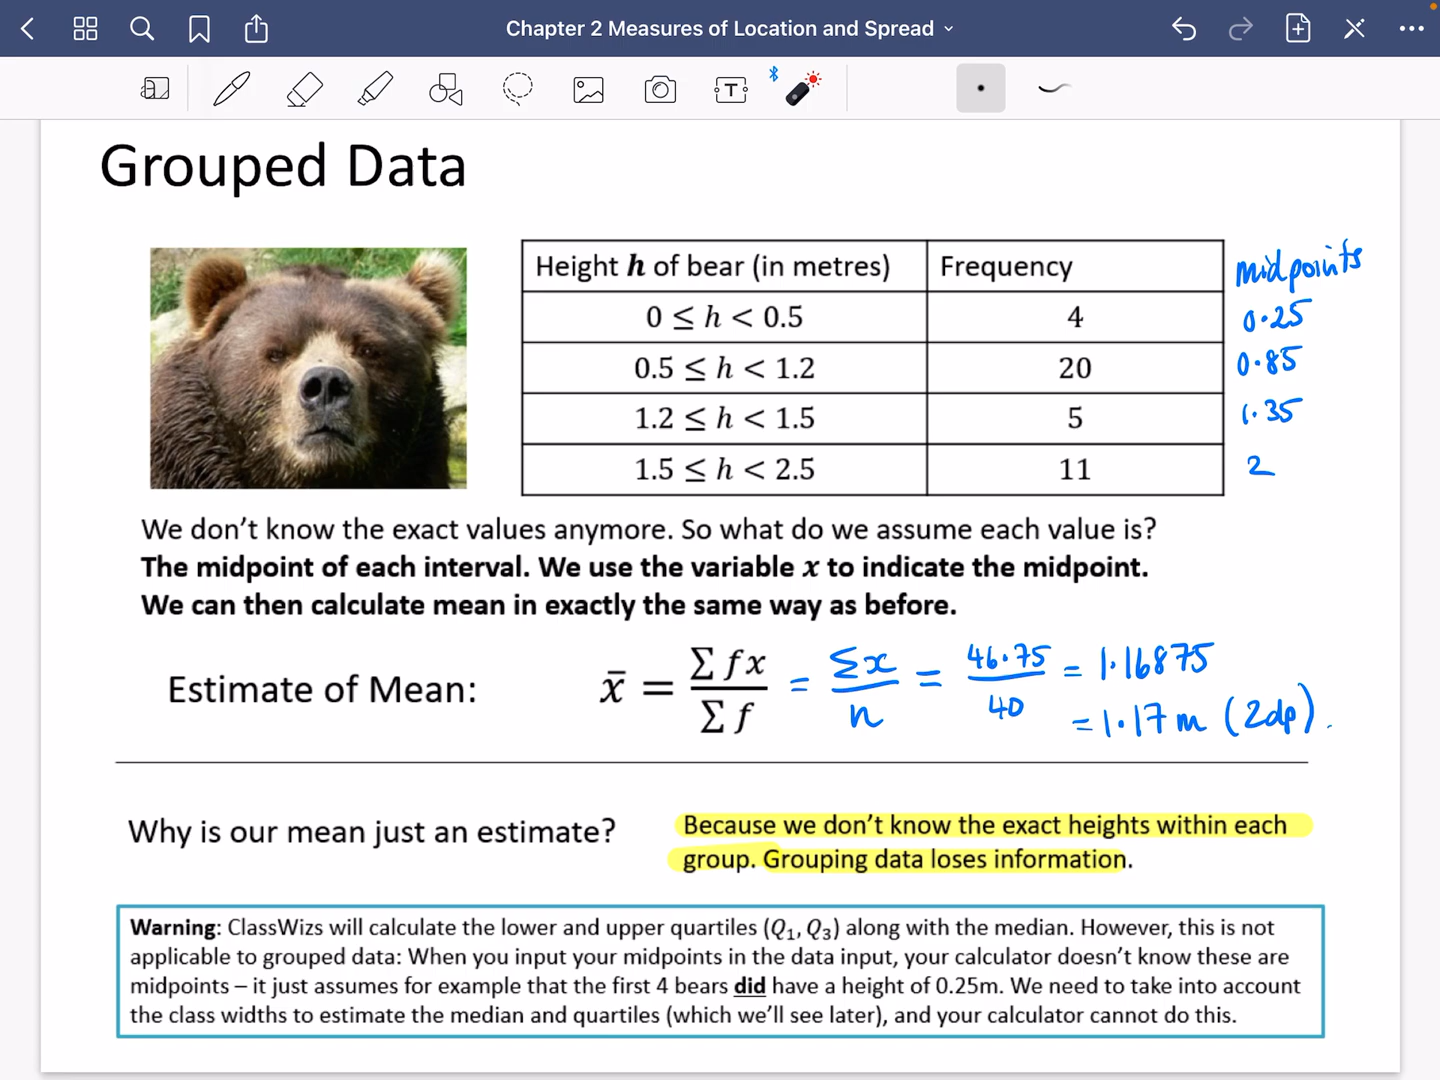 Chapter 2 Measures of Location and Spread
T
Grouped Data
Height h of bear (in metres) Frequency midpoints
0 ≤ h < 0.5 4 0.25
0.5 ≤ h < 1.2 20 0.85
1.2 ≤ h < 1.5 5 1.35
1.5 ≤ h < 2.5 11 2
We don't know the exact values anymore. So what do we assume each value is?
The midpoint of each interval. We use the variable x to indicate the midpoint.
We can then calculate mean in exactly the same way as before.
Estimate of Mean: x̄ = Σ fx / Σ f = Σx / n = 46.75 / 40 = 1.16875
= 1.17 m (2dp).
Why is our mean just an estimate?
Because we don't know the exact heights within each
group. Grouping data loses information.
Warning: ClassWizs will calculate the lower and upper quartiles (Q₁, Q₃) along with the median. However, this is not
applicable to grouped data: When you input your midpoints in the data input, your calculator doesn't know these are
midpoints – it just assumes for example that the first 4 bears did have a height of 0.25m. We need to take into account
the class widths to estimate the median and quartiles (which we'll see later), and your calculator cannot do this.